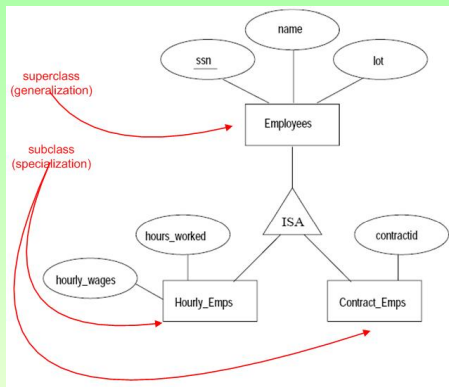 name
ssn
lot
superclass
(generalization)
Employees
subclass
(specialization)
ISA
hours_worked
contractid
hourly_wages
Hourly_Emps
Contract_Emps